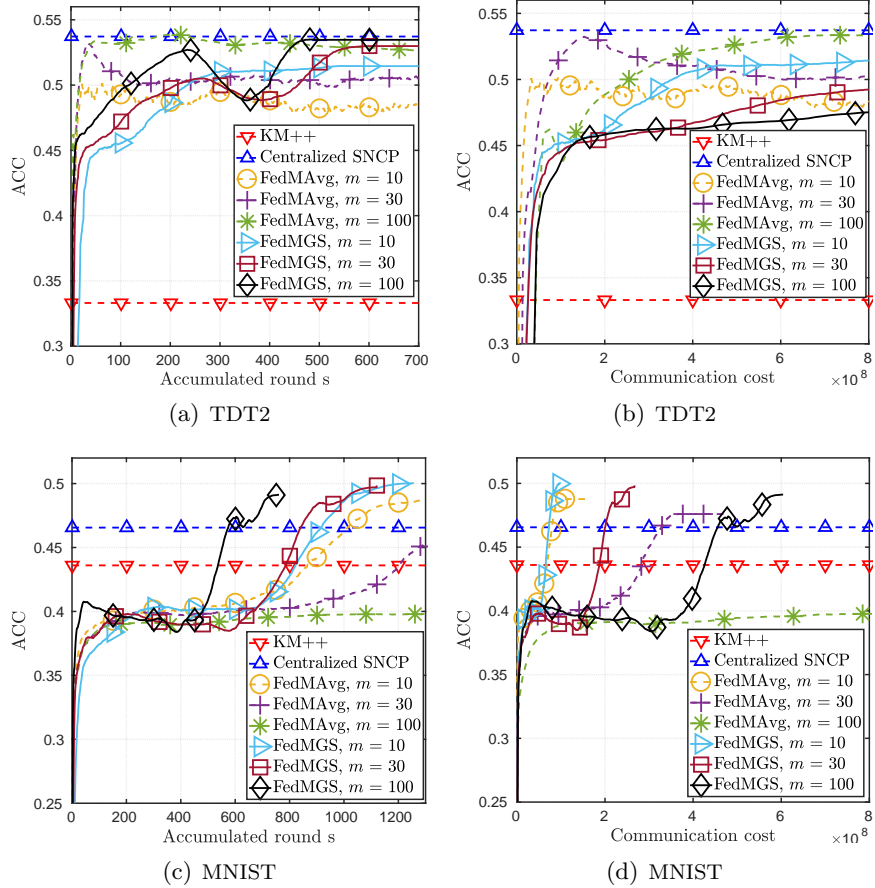 0.55
0.5
0.45
0.4
0.35
0.3
ACC
0 100 200 300 400 500 600 700
Accumulated round s
KM++
Centralized SNCP
FedMAvg, m = 10
FedMAvg, m = 30
FedMAvg, m = 100
FedMGS, m = 10
FedMGS, m = 30
FedMGS, m = 100
(a) TDT2
0.55
0.5
0.45
0.4
0.35
0.3
ACC
0 2 4 6 8
Communication cost
×10^8
KM++
Centralized SNCP
FedMAvg, m = 10
FedMAvg, m = 30
FedMAvg, m = 100
FedMGS, m = 10
FedMGS, m = 30
FedMGS, m = 100
(b) TDT2
0.5
0.45
0.4
0.35
0.3
0.25
ACC
0 200 400 600 800 1000 1200
Accumulated round s
KM++
Centralized SNCP
FedMAvg, m = 10
FedMAvg, m = 30
FedMAvg, m = 100
FedMGS, m = 10
FedMGS, m = 30
FedMGS, m = 100
(c) MNIST
0.5
0.45
0.4
0.35
0.3
0.25
ACC
0 2 4 6 8
Communication cost
×10^8
KM++
Centralized SNCP
FedMAvg, m = 10
FedMAvg, m = 30
FedMAvg, m = 100
FedMGS, m = 10
FedMGS, m = 30
FedMGS, m = 100
(d) MNIST